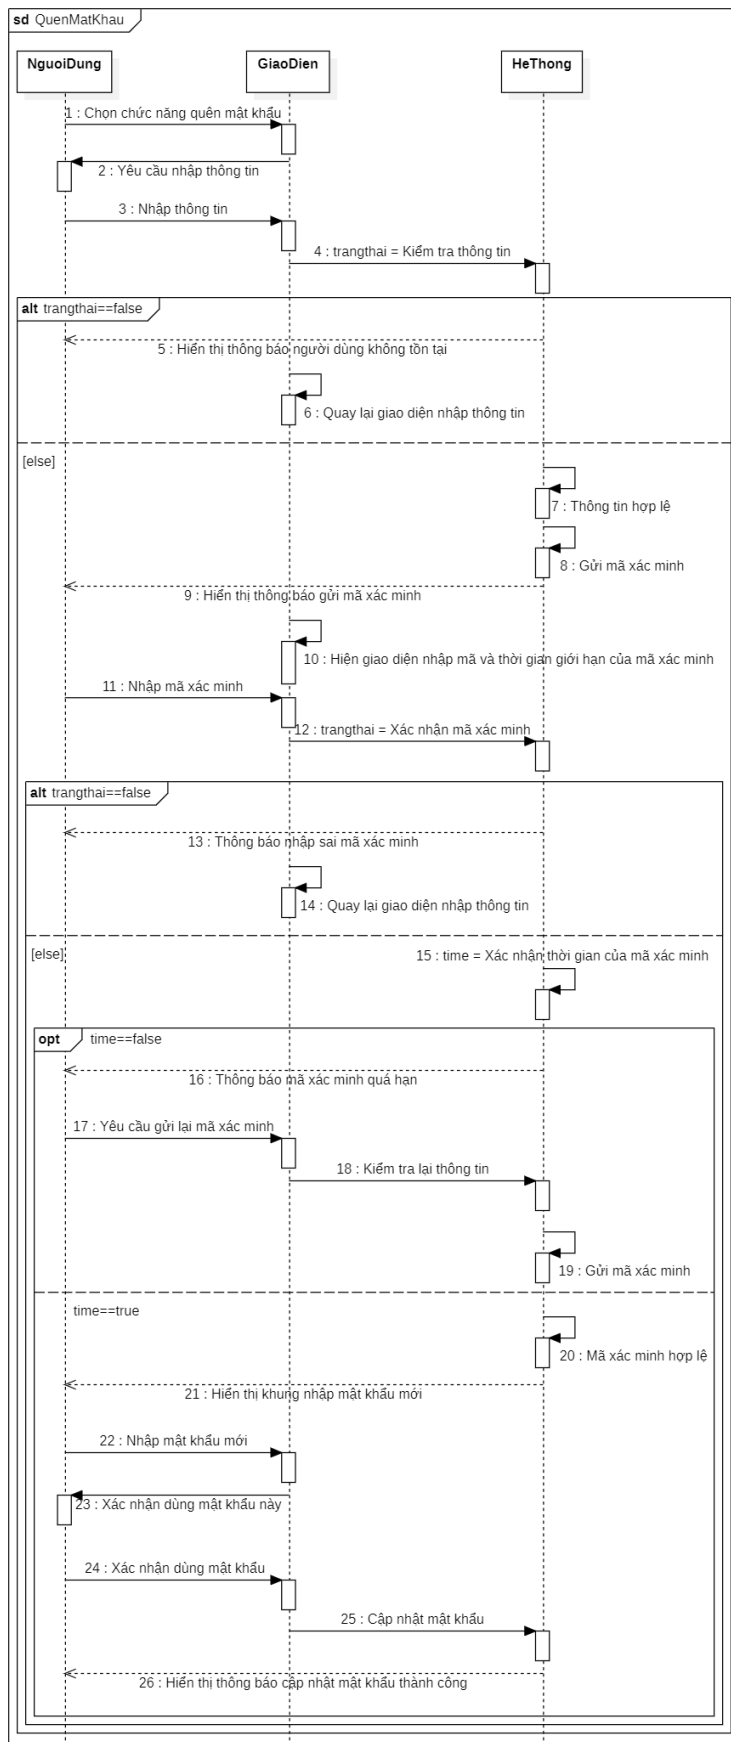 sd QuenMatKhau
NguoiDung
GiaoDien
HeThong
1 : Chọn chức năng quên mật khẩu
2 : Yêu cầu nhập thông tin
3 : Nhập thông tin
4 : trangthai = Kiểm tra thông tin
alt trangthai==false
5 : Hiển thị thông báo người dùng không tồn tại
6 : Quay lại giao diện nhập thông tin
[else]
7 : Thông tin hợp lệ
8 : Gửi mã xác minh
9 : Hiển thị thông báo gửi mã xác minh
10 : Hiện giao diện nhập mã và thời gian giới hạn của mã xác minh
11 : Nhập mã xác minh
12 : trangthai = Xác nhận mã xác minh
alt trangthai==false
13 : Thông báo nhập sai mã xác minh
14 : Quay lại giao diện nhập thông tin
[else]
15 : time = Xác nhận thời gian của mã xác minh
opt time==false
16 : Thông báo mã xác minh quá hạn
17 : Yêu cầu gửi lại mã xác minh
18 : Kiểm tra lại thông tin
19 : Gửi mã xác minh
time==true
20 : Mã xác minh hợp lệ
21 : Hiển thị khung nhập mật khẩu mới
22 : Nhập mật khẩu mới
23 : Xác nhận dùng mật khẩu này
24 : Xác nhận dùng mật khẩu
25 : Cập nhật mật khẩu
26 : Hiển thị thông báo cập nhật mật khẩu thành công